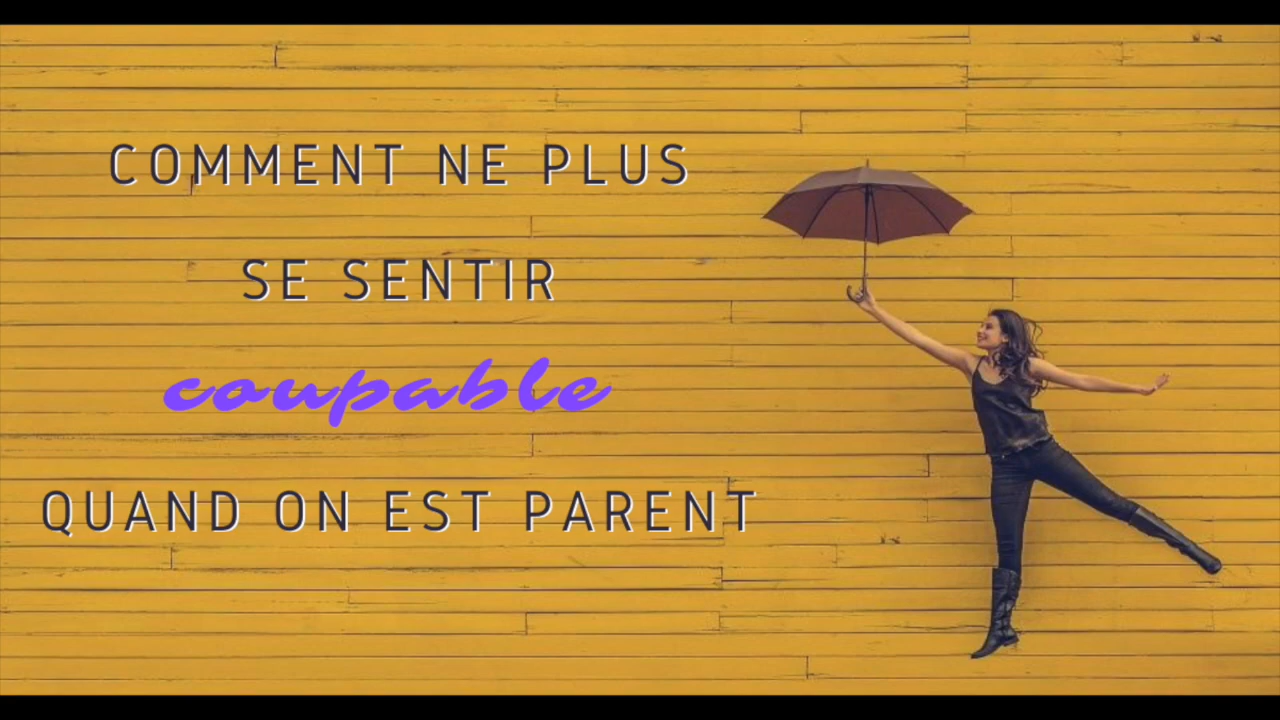 COMMENT NE PLUS
SE SENTIR
coupable
QUAND ON EST PARENT